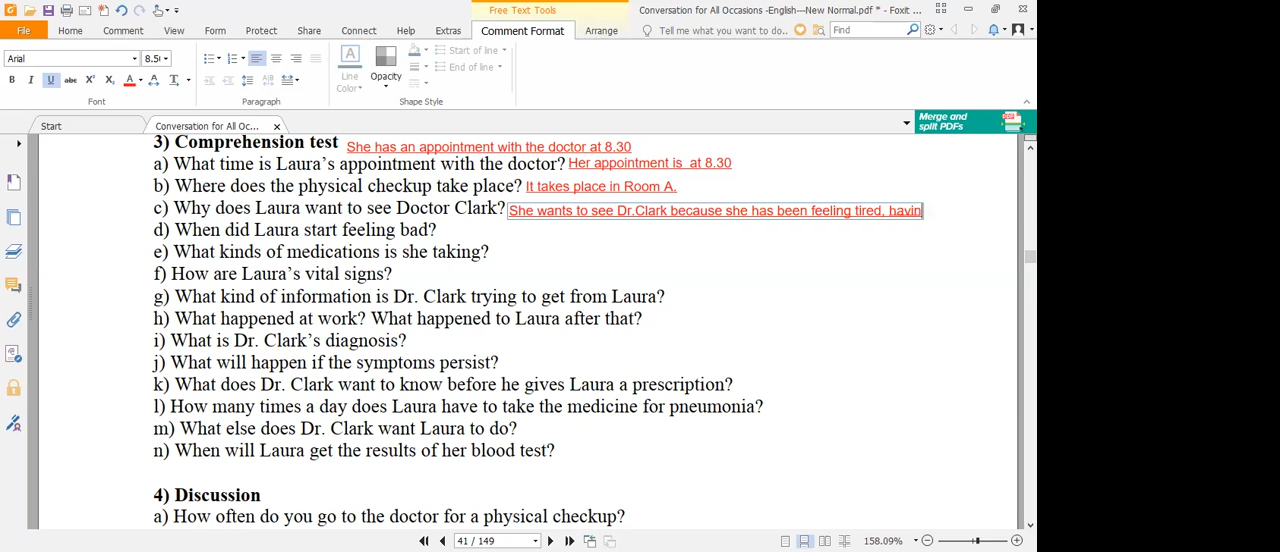 Free Text Tools
Conversation for All Occasions -English---New Normal.pdf * - Foxit ...
File Home Comment View Form Protect Share Connect Help Extras Comment Format Arrange Tell me what you want to do.. Find
Arial 8.5(
Start of line
End of line
Line Color
Opacity
Font Paragraph Shape Style
Start
Conversation for All Occ...
Merge and split PDFs
3) Comprehension test She has an appointment with the doctor at 8.30
a) What time is Laura’s appointment with the doctor? Her appointment is at 8.30
b) Where does the physical checkup take place? It takes place in Room A.
c) Why does Laura want to see Doctor Clark? She wants to see Dr.Clark because she has been feeling tired, havin
d) When did Laura start feeling bad?
e) What kinds of medications is she taking?
f) How are Laura’s vital signs?
g) What kind of information is Dr. Clark trying to get from Laura?
h) What happened at work? What happened to Laura after that?
i) What is Dr. Clark’s diagnosis?
j) What will happen if the symptoms persist?
k) What does Dr. Clark want to know before he gives Laura a prescription?
l) How many times a day does Laura have to take the medicine for pneumonia?
m) What else does Dr. Clark want Laura to do?
n) When will Laura get the results of her blood test?
4) Discussion
a) How often do you go to the doctor for a physical checkup?
41 / 149
158.09%